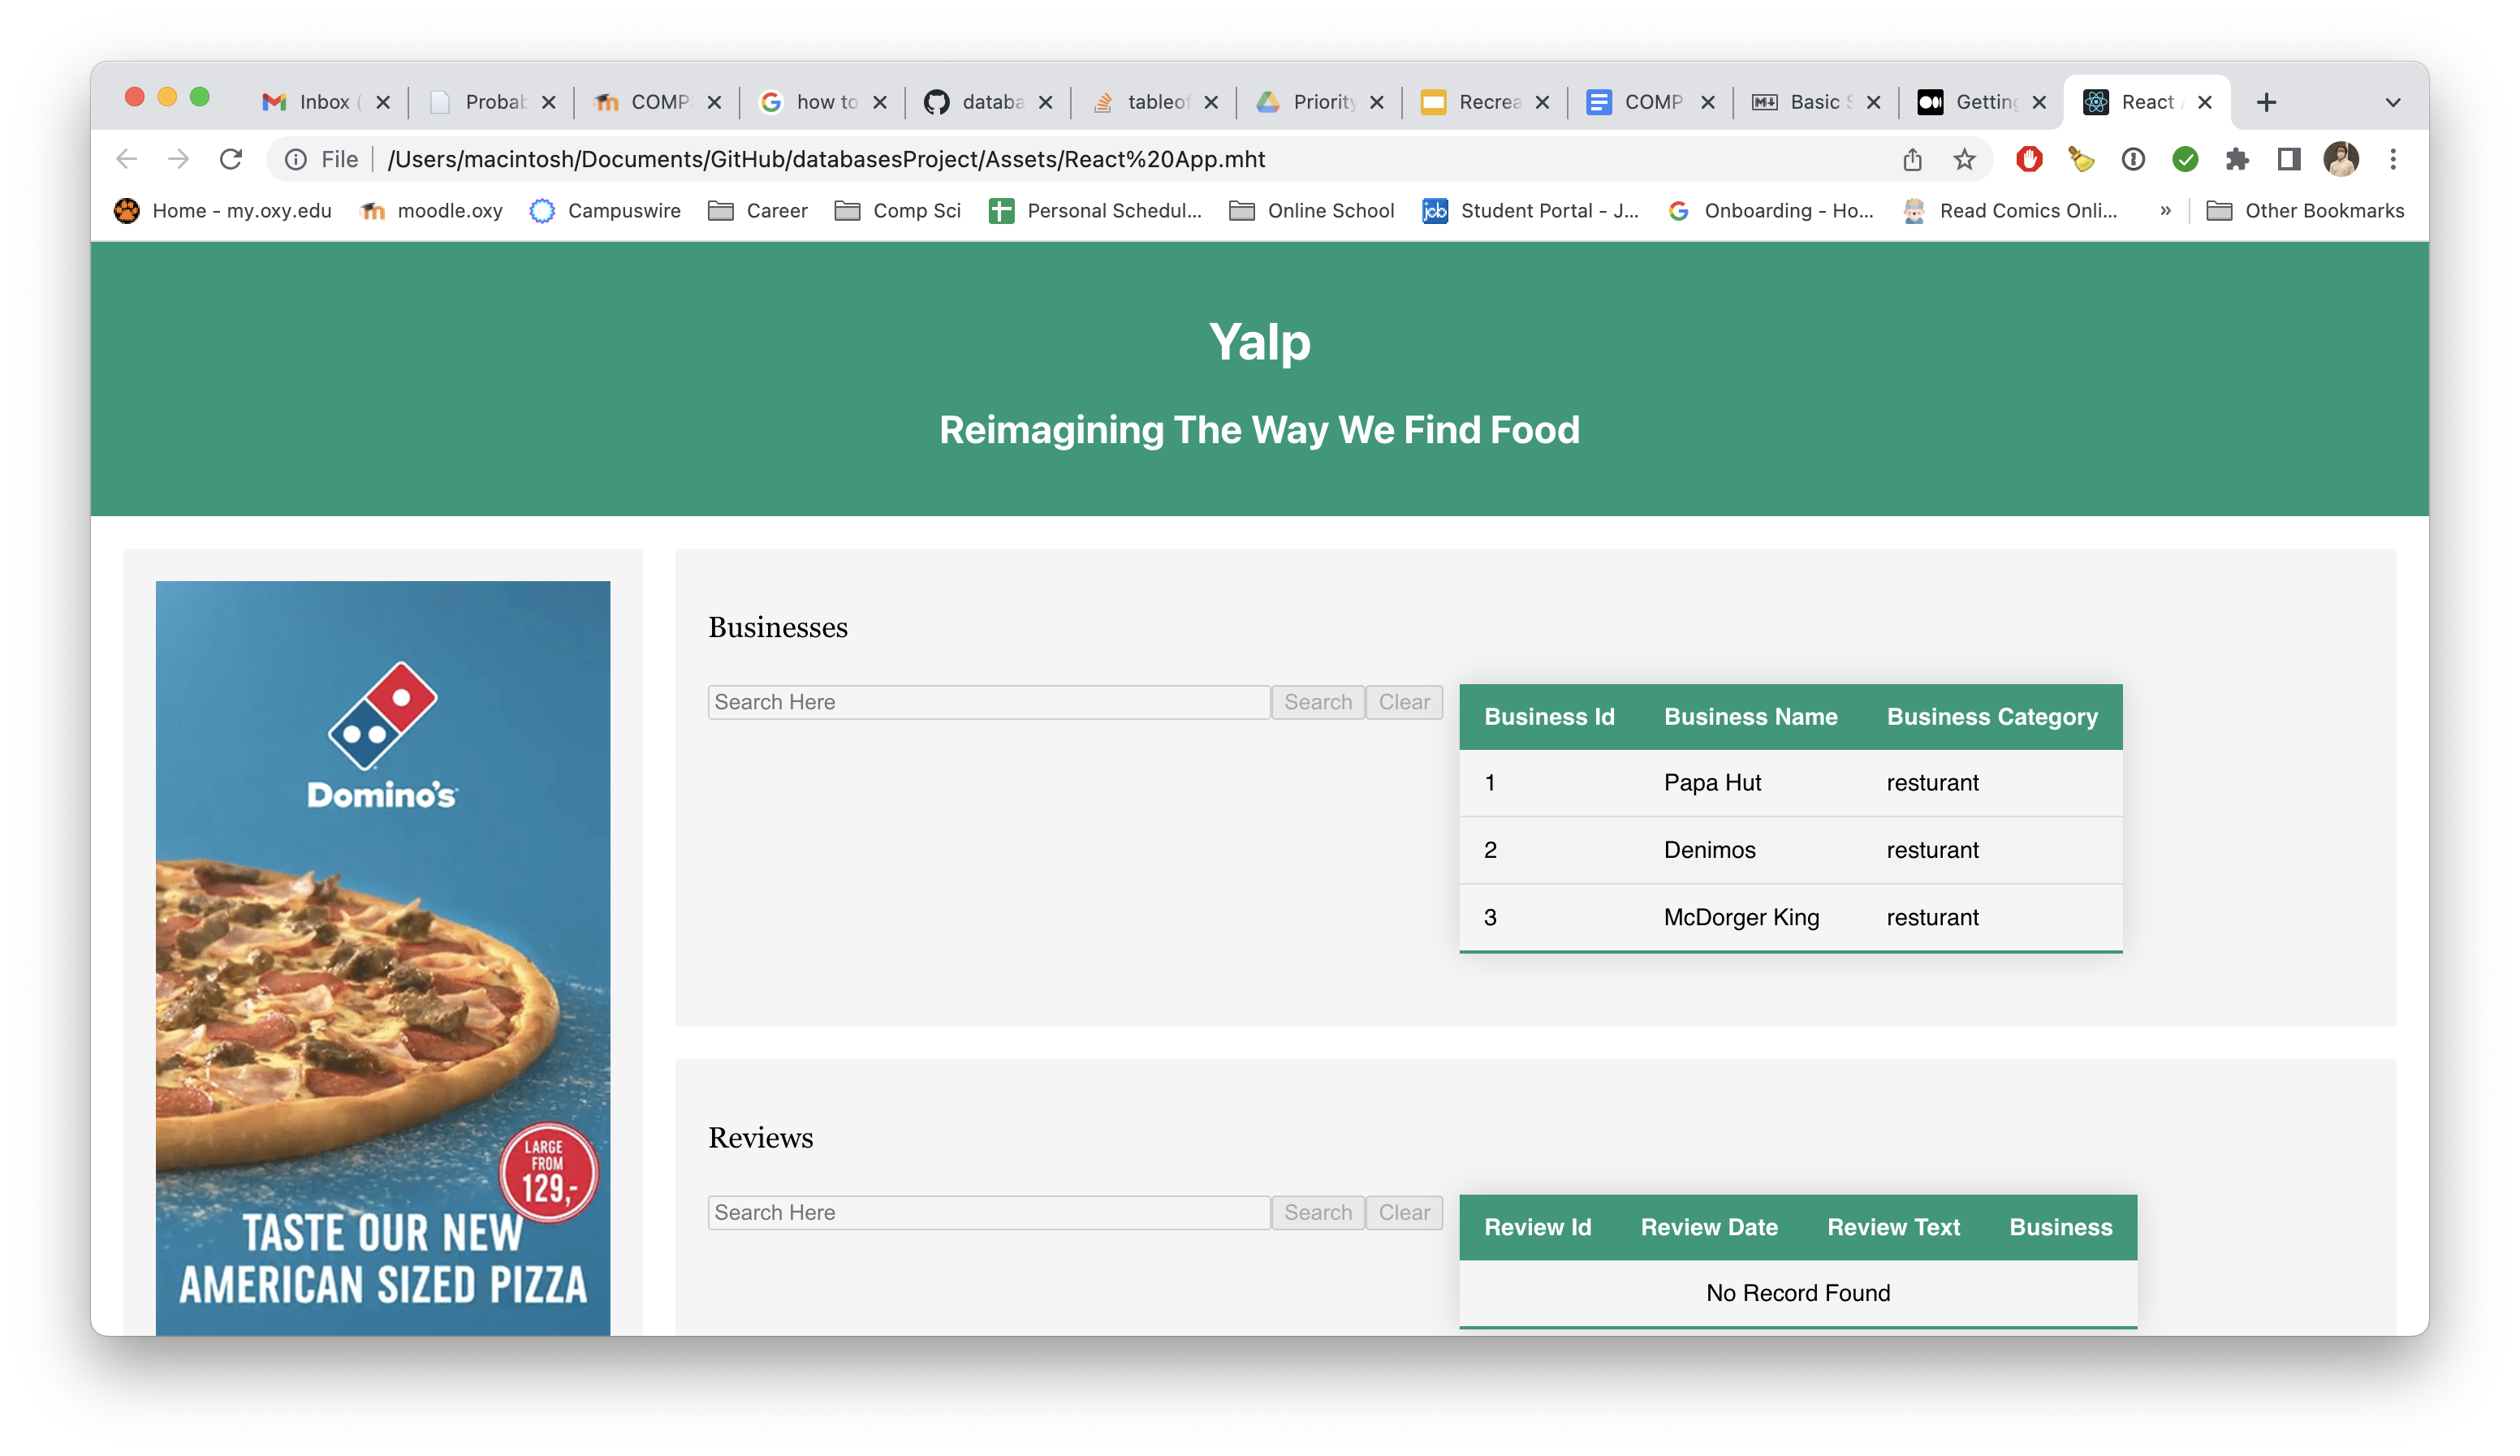 Inbox (
Probab
COMP
how to
databa
tableof
Priority
Recrea
COMP
Basic S
Getting
React A
File
/Users/macintosh/Documents/GitHub/databasesProject/Assets/React%20App.mht
Home - my.oxy.edu
moodle.oxy
Campuswire
Career
Comp Sci
Personal Schedul...
Online School
Student Portal - J...
Onboarding - Ho...
Read Comics Onli...
»
Other Bookmarks
Yalp
Reimagining The Way We Find Food
Domino's
LARGE
FROM
129,-
TASTE OUR NEW
AMERICAN SIZED PIZZA
Businesses
Search Here Search Clear
Business Id Business Name Business Category
1 Papa Hut resturant
2 Denimos resturant
3 McDorger King resturant
Reviews
Search Here Search Clear
Review Id Review Date Review Text Business
No Record Found